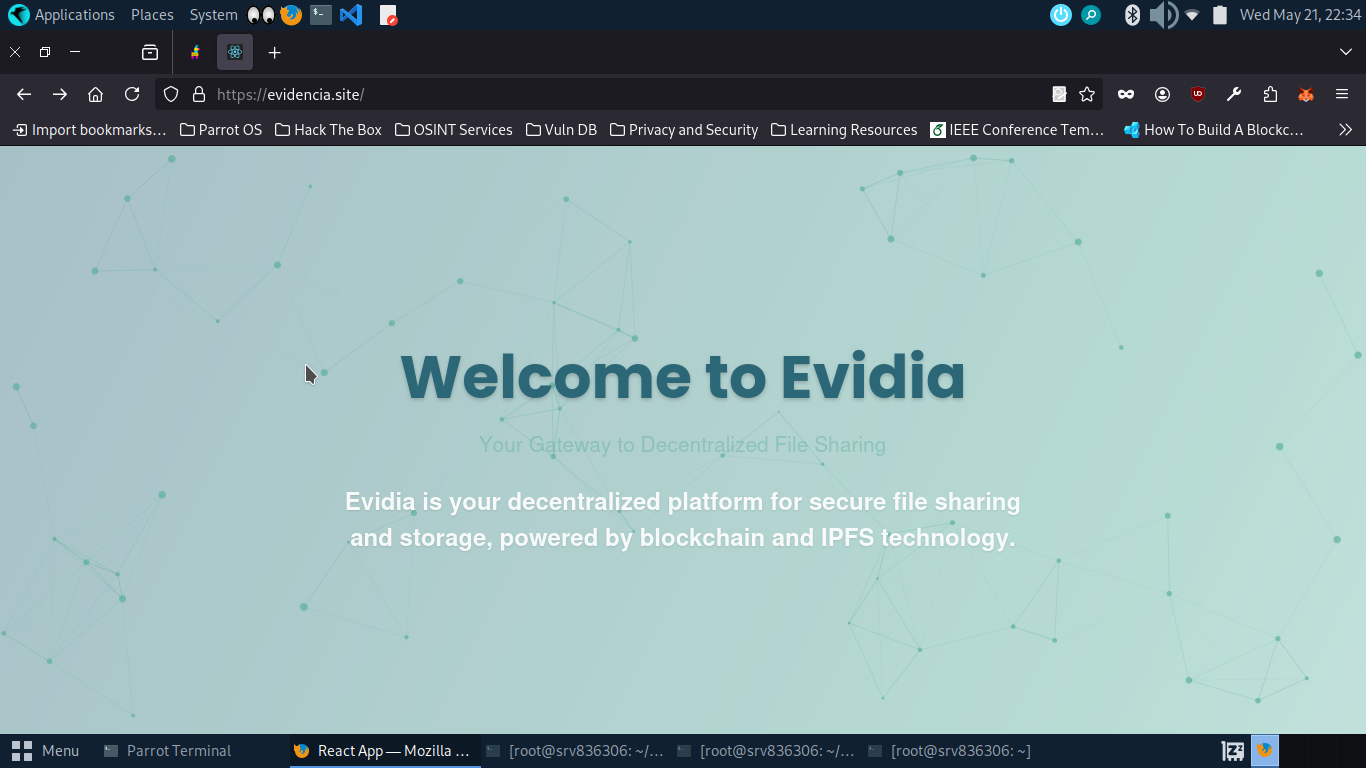 Applications Places System
Wed May 21, 22:34
https://evidencia.site/
Import bookmarks… Parrot OS Hack The Box OSINT Services Vuln DB Privacy and Security Learning Resources IEEE Conference Tem… How To Build A Blockc…
Welcome to Evidia
Your Gateway to Decentralized File Sharing
Evidia is your decentralized platform for secure file sharing
and storage, powered by blockchain and IPFS technology.
Menu Parrot Terminal React App — Mozilla … [root@srv836306: ~/… [root@srv836306: ~/… [root@srv836306: ~]